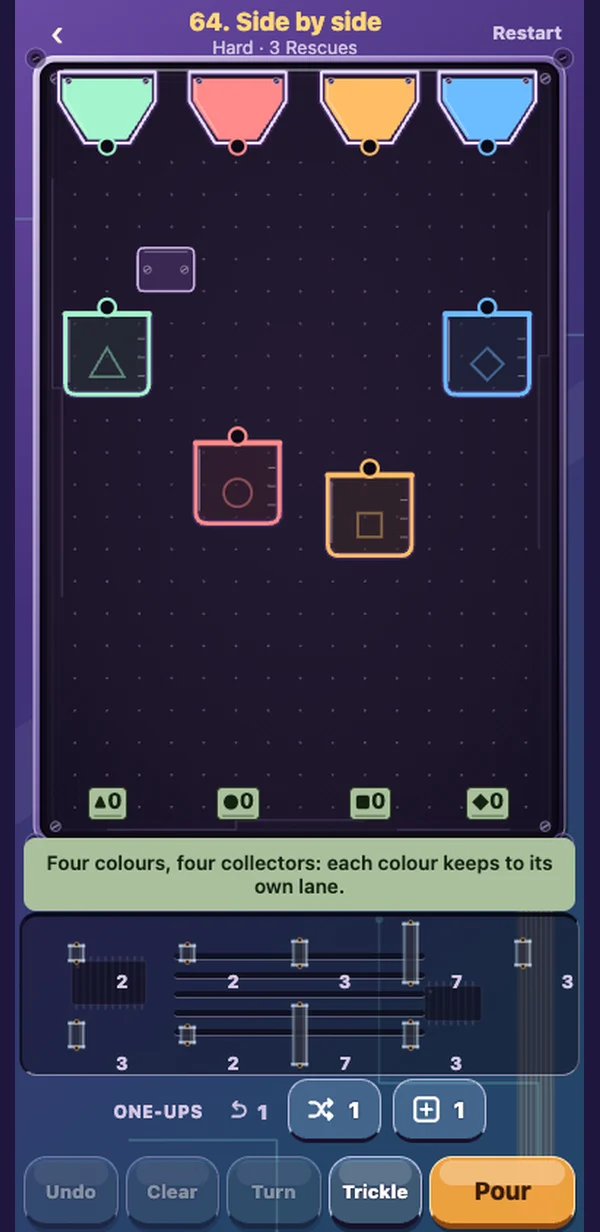 64. Side by side
Hard · 3 Rescues
Restart
▲0
●0
■0
◆0
Four colours, four collectors: each colour keeps to its
own lane.
2 2 3 7 3
3 2 7 3
ONE-UPS 1 1 1
Undo
Clear
Turn
Trickle
Pour